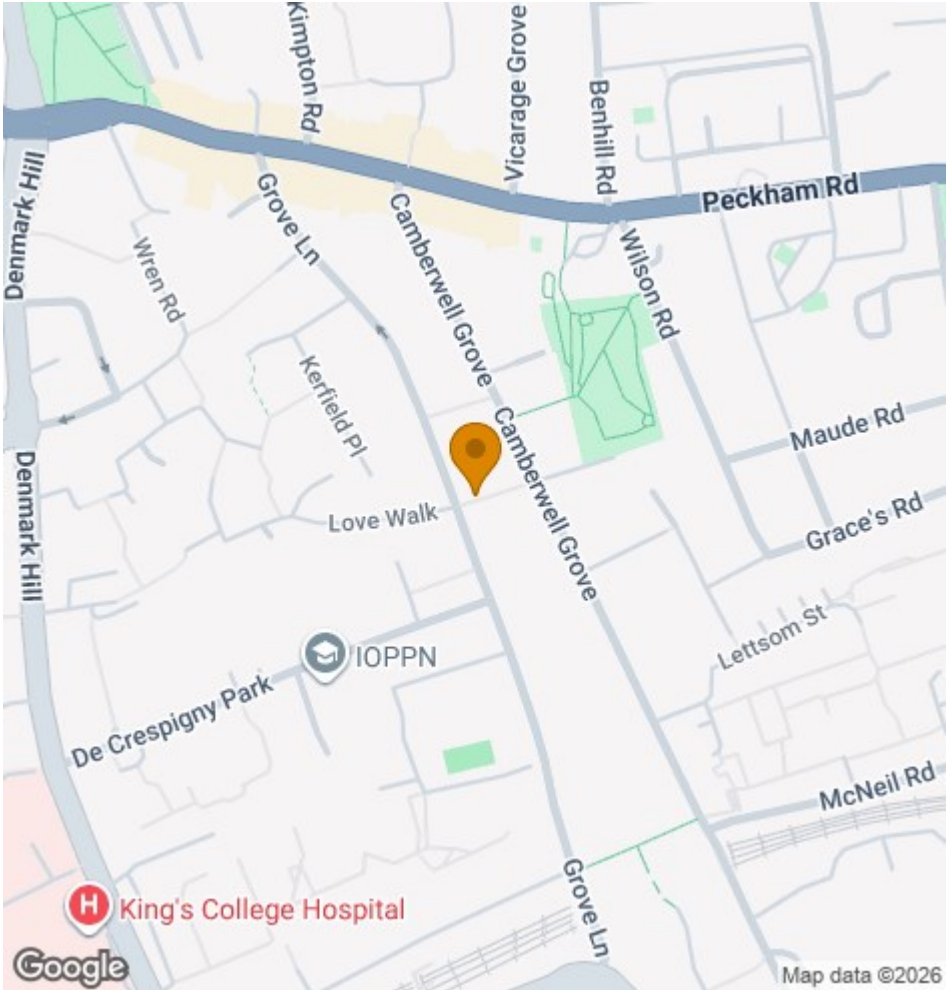 Kimpton Rd
Vicarage Grove
Benhill Rd
Denmark Hill
Peckham Rd
Grove Ln
Camberwell Grove
Wilson Rd
Wren Rd
Kerfield Pl
Camberwell Grove
Maude Rd
Love Walk
Grace's Rd
Denmark Hill
Lettsom St
IOPPN
De Crespigny Park
McNeil Rd
H King's College Hospital
Grove Ln
Google
Map data ©2026